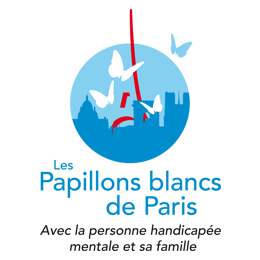 Les
Papillons blancs
de Paris
Avec la personne handicapée
mentale et sa famille